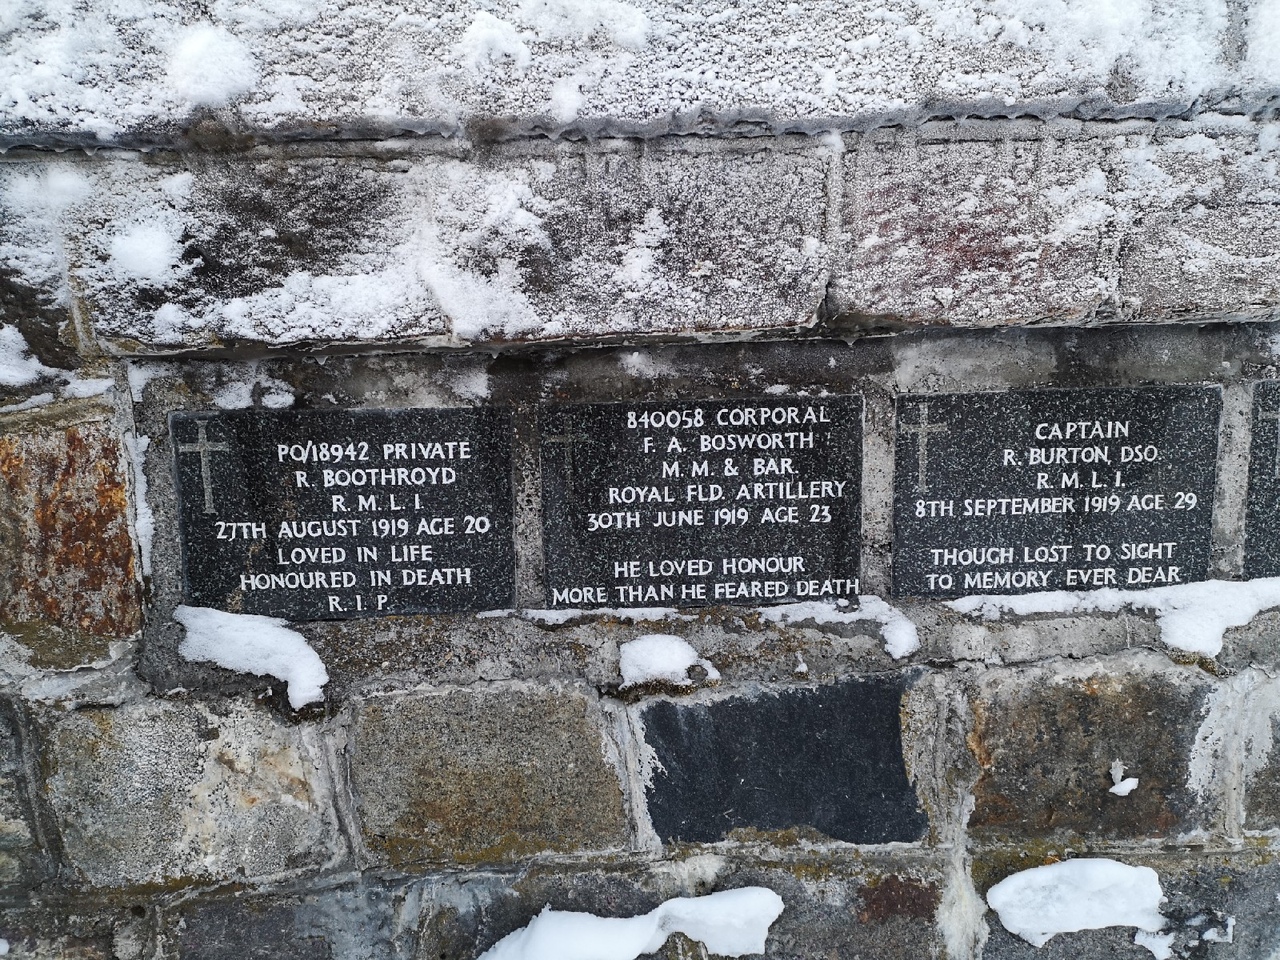 PO/18942 PRIVATE
R. BOOTHROYD
R. M. L. I.
27TH AUGUST 1919 AGE 20
LOVED IN LIFE
HONOURED IN DEATH
R. I. P.
840058 CORPORAL
F. A. BOSWORTH
M. M. & BAR
ROYAL FLD. ARTILLERY
30TH JUNE 1919 AGE 23
HE LOVED HONOUR
MORE THAN HE FEARED DEATH
CAPTAIN
R. BURTON, DSO.
R. M. L. I.
8TH SEPTEMBER 1919 AGE 29
THOUGH LOST TO SIGHT
TO MEMORY EVER DEAR